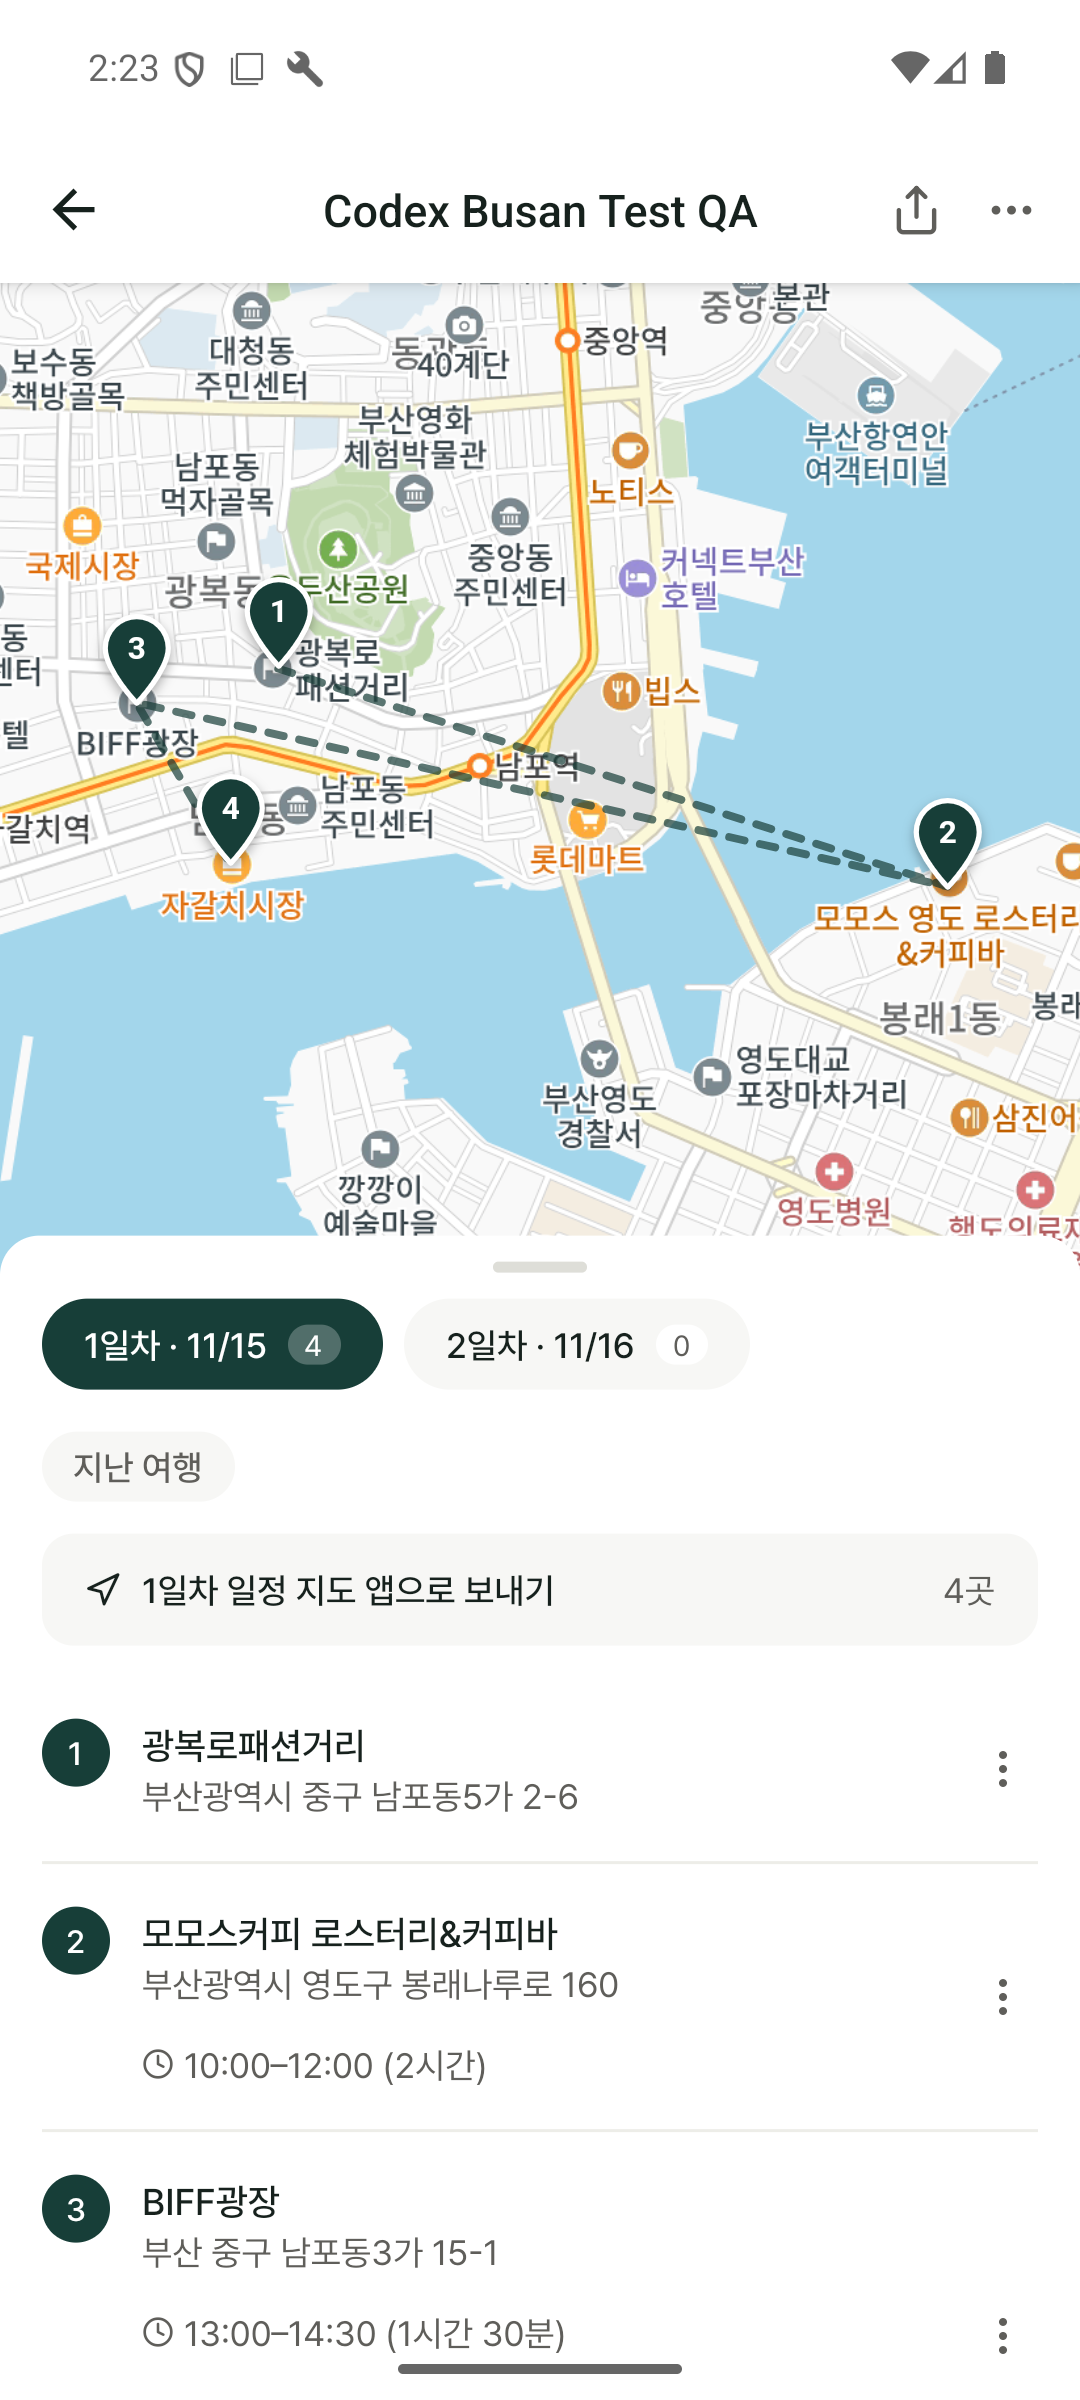 2:23
Codex Busan Test QA
중앙동
본관
보수동
책방골목
대청동
주민센터
40계단
중앙역
부산항연안
여객터미널
부산영화
체험박물관
남포동
먹자골목
노티스
국제시장
중앙동
주민센터
커넥트부산
호텔
광복동
두산공원
1
3
동
센터
광복로
패션거리
빕스
텔
BIFF광장
남포역
갈치역
남포동
주민센터
4
롯데마트
2
자갈치시장
모모스 영도 로스터리
&커피바
봉래1동
봉래
영도대교
포장마차거리
부산영도
경찰서
삼진어
깡깡이
예술마을
영도병원
1일차 · 11/15 4
2일차 · 11/16 0
지난 여행
1일차 일정 지도 앱으로 보내기
4곳
1
광복로패션거리
부산광역시 중구 남포동5가 2-6
2
모모스커피 로스터리&커피바
부산광역시 영도구 봉래나루로 160
10:00–12:00 (2시간)
3
BIFF광장
부산 중구 남포동3가 15-1
13:00–14:30 (1시간 30분)